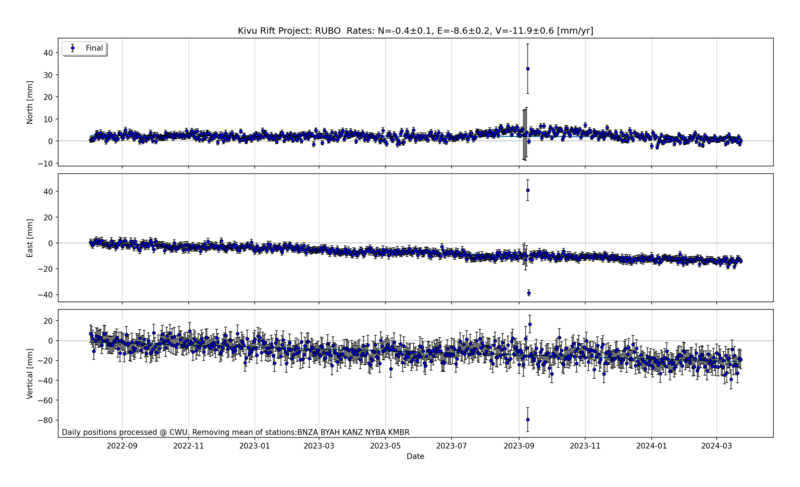 Kivu Rift Project: RUBO  Rates: N=-0.4±0.1, E=-8.6±0.2, V=-11.9±0.6 [mm/yr]
Final
North [mm]
40
30
20
10
0
−10
East [mm]
40
20
0
−20
−40
Vertical [mm]
20
0
−20
−40
−60
−80
Daily positions processed @ CWU. Removing mean of stations:BNZA BYAH KANZ NYBA KMBR
2022-09 2022-11 2023-01 2023-03 2023-05 2023-07 2023-09 2023-11 2024-01 2024-03
Date